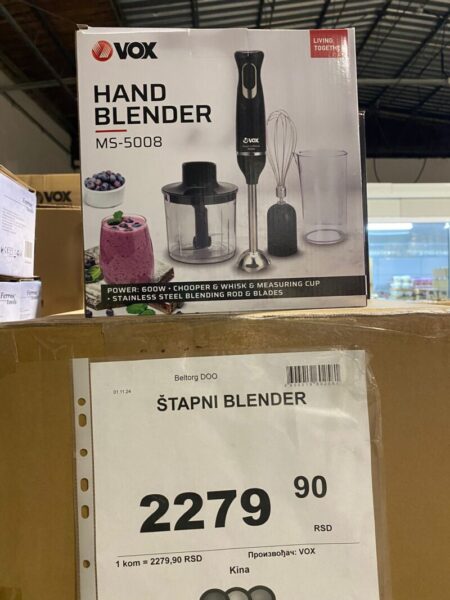 VOX
LIVING
TOGETHER
HAND
BLENDER
MS-5008
VOX
VOX
POWER: 600W • CHOOPER & WHISK & MEASURING CUP
• STAINLESS STEEL BLENDING ROD & BLADES
Beltorg DOO
01.11.24
ŠTAPNI BLENDER
2279 90
RSD
1 kom = 2279,90 RSD
Произвођач: VOX
Kina